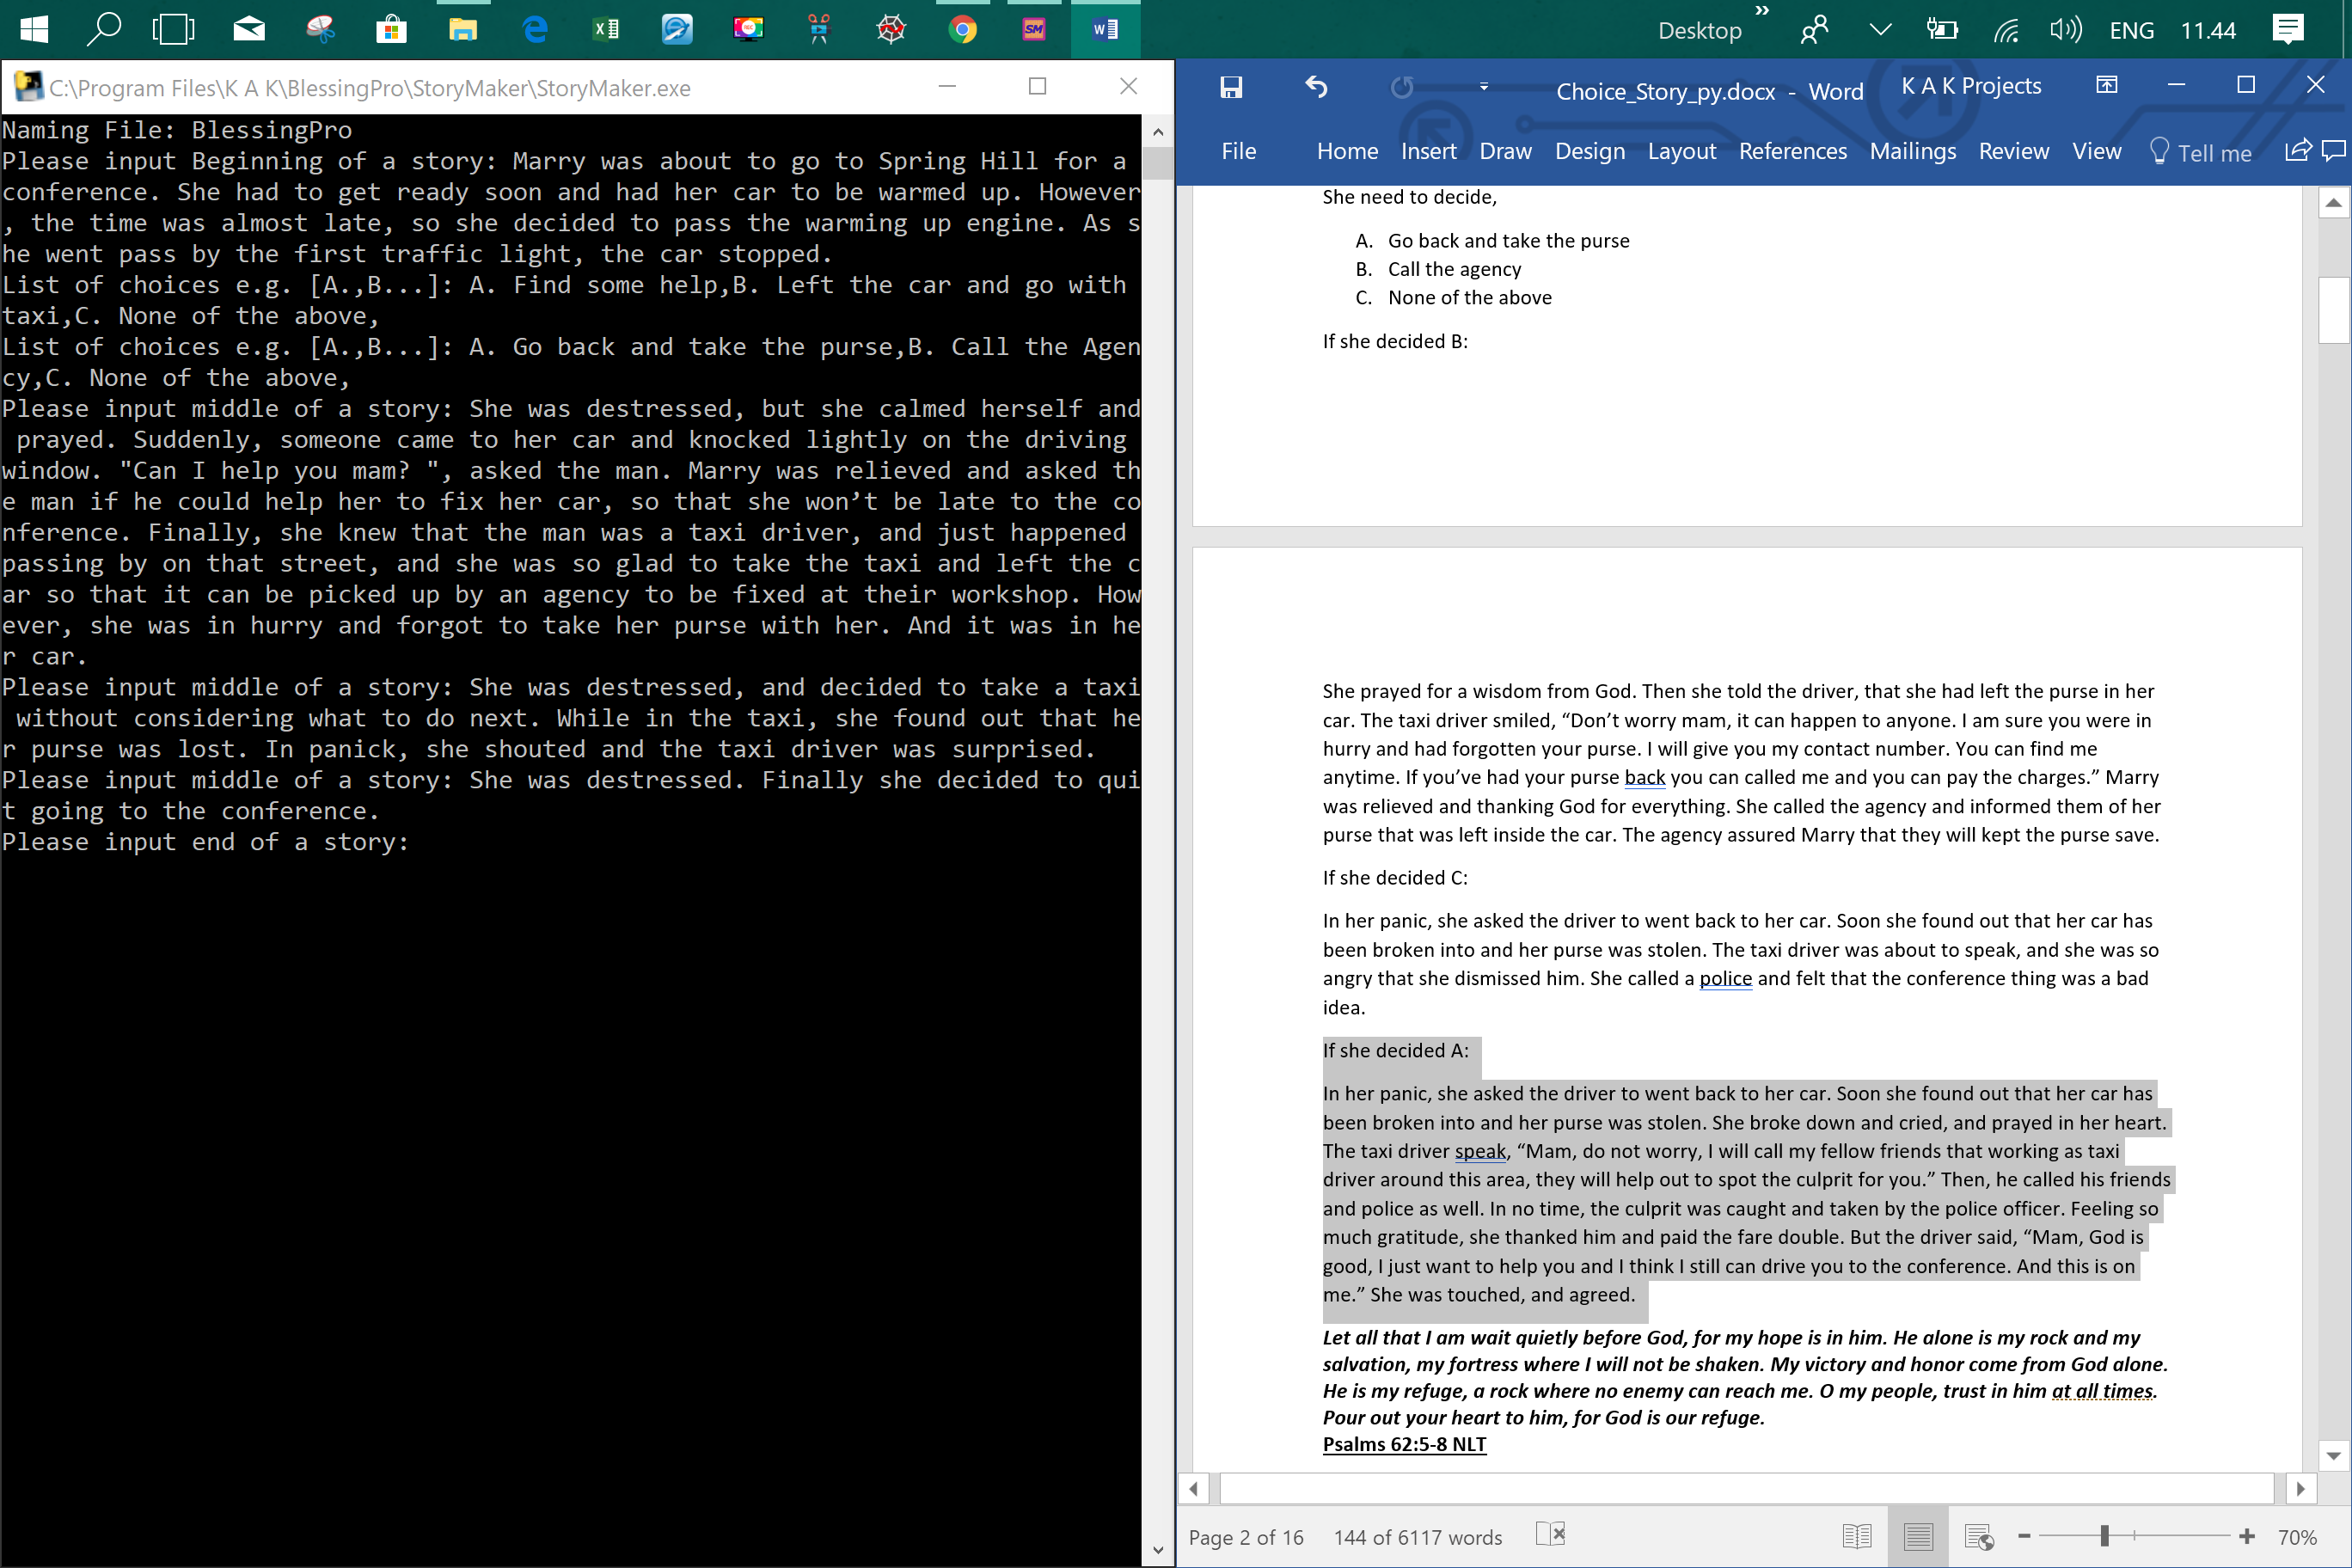 Desktop
ENG
11.44
C:\Program Files\K A K\BlessingPro\StoryMaker\StoryMaker.exe
Naming File: BlessingPro
Please input Beginning of a story: Marry was about to go to Spring Hill for a
conference. She had to get ready soon and had her car to be warmed up. However
, the time was almost late, so she decided to pass the warming up engine. As s
he went pass by the first traffic light, the car stopped.
List of choices e.g. [A.,B...]: A. Find some help,B. Left the car and go with
taxi,C. None of the above,
List of choices e.g. [A.,B...]: A. Go back and take the purse,B. Call the Agen
cy,C. None of the above,
Please input middle of a story: She was destressed, but she calmed herself and
prayed. Suddenly, someone came to her car and knocked lightly on the driving
window. "Can I help you mam? ", asked the man. Marry was relieved and asked th
e man if he could help her to fix her car, so that she won’t be late to the co
nference. Finally, she knew that the man was a taxi driver, and just happened
passing by on that street, and she was so glad to take the taxi and left the c
ar so that it can be picked up by an agency to be fixed at their workshop. How
ever, she was in hurry and forgot to take her purse with her. And it was in he
r car.
Please input middle of a story: She was destressed, and decided to take a taxi
without considering what to do next. While in the taxi, she found out that he
r purse was lost. In panick, she shouted and the taxi driver was surprised.
Please input middle of a story: She was destressed. Finally she decided to qui
t going to the conference.
Please input end of a story:
Choice_Story_py.docx - Word
K A K Projects
File Home Insert Draw Design Layout References Mailings Review View Tell me
She need to decide,
A. Go back and take the purse
B. Call the agency
C. None of the above
If she decided B:
She prayed for a wisdom from God. Then she told the driver, that she had left the purse in her
car. The taxi driver smiled, “Don’t worry mam, it can happen to anyone. I am sure you were in
hurry and had forgotten your purse. I will give you my contact number. You can find me
anytime. If you’ve had your purse back you can called me and you can pay the charges.” Marry
was relieved and thanking God for everything. She called the agency and informed them of her
purse that was left inside the car. The agency assured Marry that they will kept the purse save.
If she decided C:
In her panic, she asked the driver to went back to her car. Soon she found out that her car has
been broken into and her purse was stolen. The taxi driver was about to speak, and she was so
angry that she dismissed him. She called a police and felt that the conference thing was a bad
idea.
If she decided A:
In her panic, she asked the driver to went back to her car. Soon she found out that her car has
been broken into and her purse was stolen. She broke down and cried, and prayed in her heart.
The taxi driver speak, “Mam, do not worry, I will call my fellow friends that working as taxi
driver around this area, they will help out to spot the culprit for you.” Then, he called his friends
and police as well. In no time, the culprit was caught and taken by the police officer. Feeling so
much gratitude, she thanked him and paid the fare double. But the driver said, “Mam, God is
good, I just want to help you and I think I still can drive you to the conference. And this is on
me.” She was touched, and agreed.
Let all that I am wait quietly before God, for my hope is in him. He alone is my rock and my
salvation, my fortress where I will not be shaken. My victory and honor come from God alone.
He is my refuge, a rock where no enemy can reach me. O my people, trust in him at all times.
Pour out your heart to him, for God is our refuge.
Psalms 62:5-8 NLT
Page 2 of 16 144 of 6117 words
70%